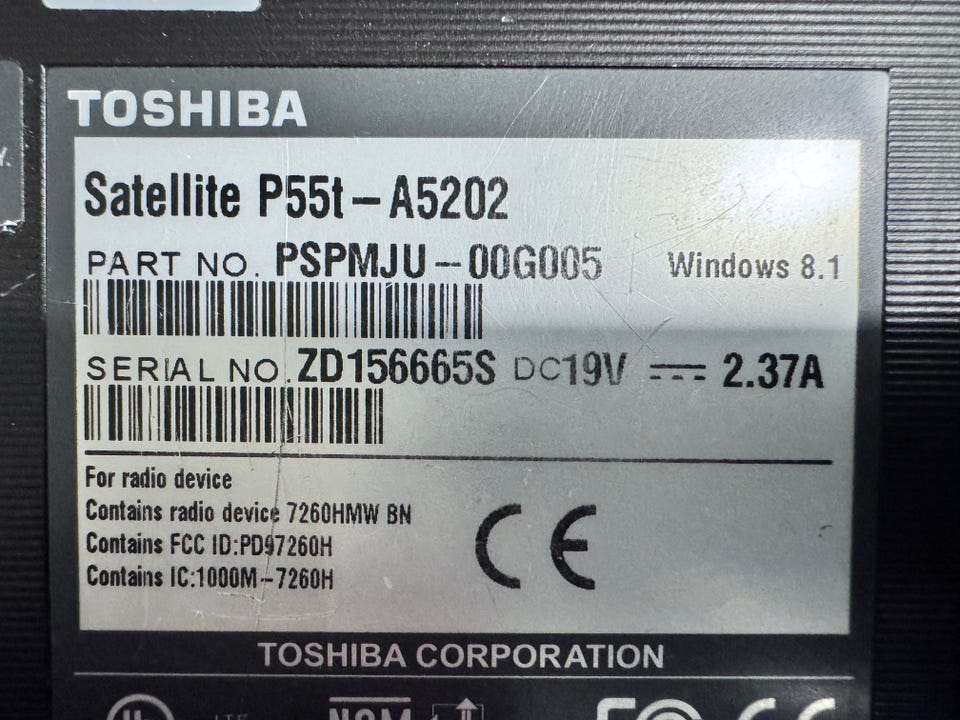 TOSHIBA
Satellite P55t-A5202
PART NO. PSPMJU-00G005 Windows 8.1
SERIAL NO. ZD156665S DC19V 2.37A
For radio device
Contains radio device 7260HMW BN
Contains FCC ID:PD97260H
Contains IC:1000M-7260H
CE
TOSHIBA CORPORATION